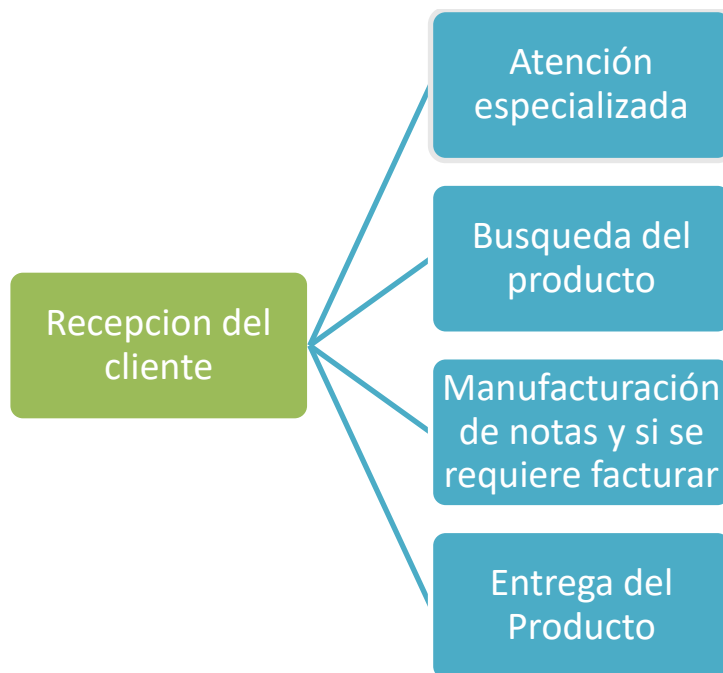 Atención
especializada
Busqueda del
producto
Recepcion del
cliente
Manufacturación
de notas y si se
requiere facturar
Entrega del
Producto